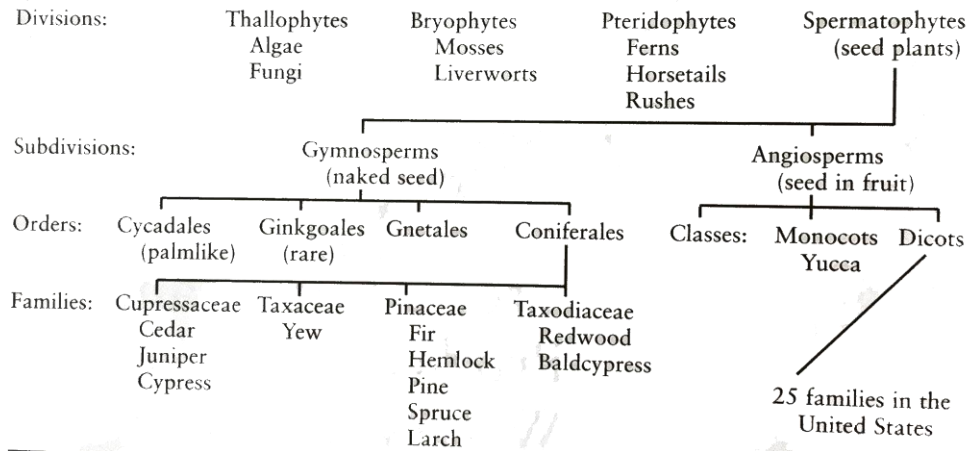 Divisions: Thallophytes Bryophytes Pteridophytes Spermatophytes
Algae Mosses Ferns (seed plants)
Fungi Liverworts Horsetails
Rushes
Subdivisions: Gymnosperms Angiosperms
(naked seed) (seed in fruit)
Orders: Cycadales Ginkgoales Gnetales Coniferales Classes: Monocots Dicots
(palmlike) (rare) Yucca
Families: Cupressaceae Taxaceae Pinaceae Taxodiaceae
Cedar Yew Fir Redwood
Juniper Hemlock Baldcypress
Cypress Pine
Spruce
Larch
25 families in the
United States